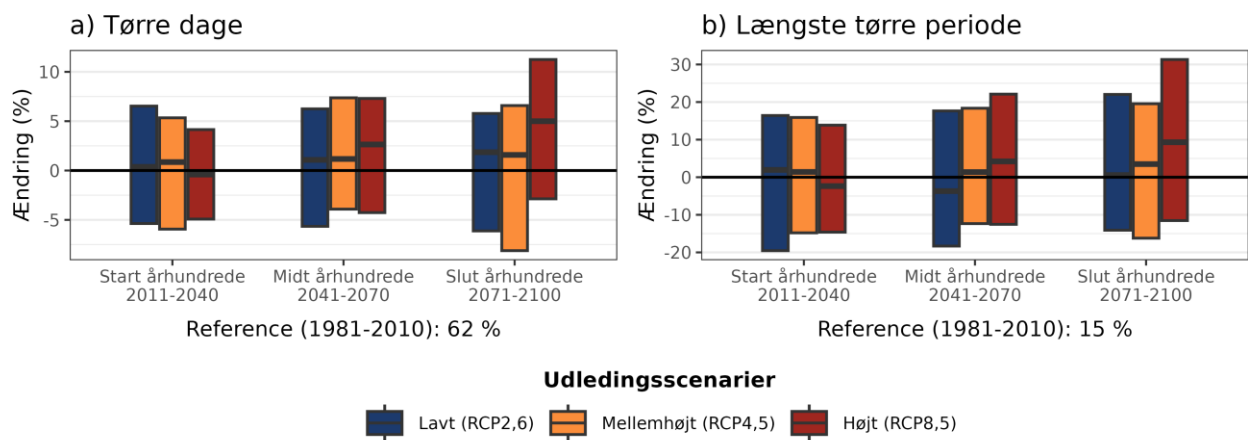 a) Tørre dage
Ændring (%)
10
5
0
-5
Start århundrede
2011-2040
Midt århundrede
2041-2070
Slut århundrede
2071-2100
Reference (1981-2010): 62 %
b) Længste tørre periode
Ændring (%)
30
20
10
0
-10
-20
Start århundrede
2011-2040
Midt århundrede
2041-2070
Slut århundrede
2071-2100
Reference (1981-2010): 15 %
Udledingsscenarier
Lavt (RCP2,6)
Mellemhøjt (RCP4,5)
Højt (RCP8,5)